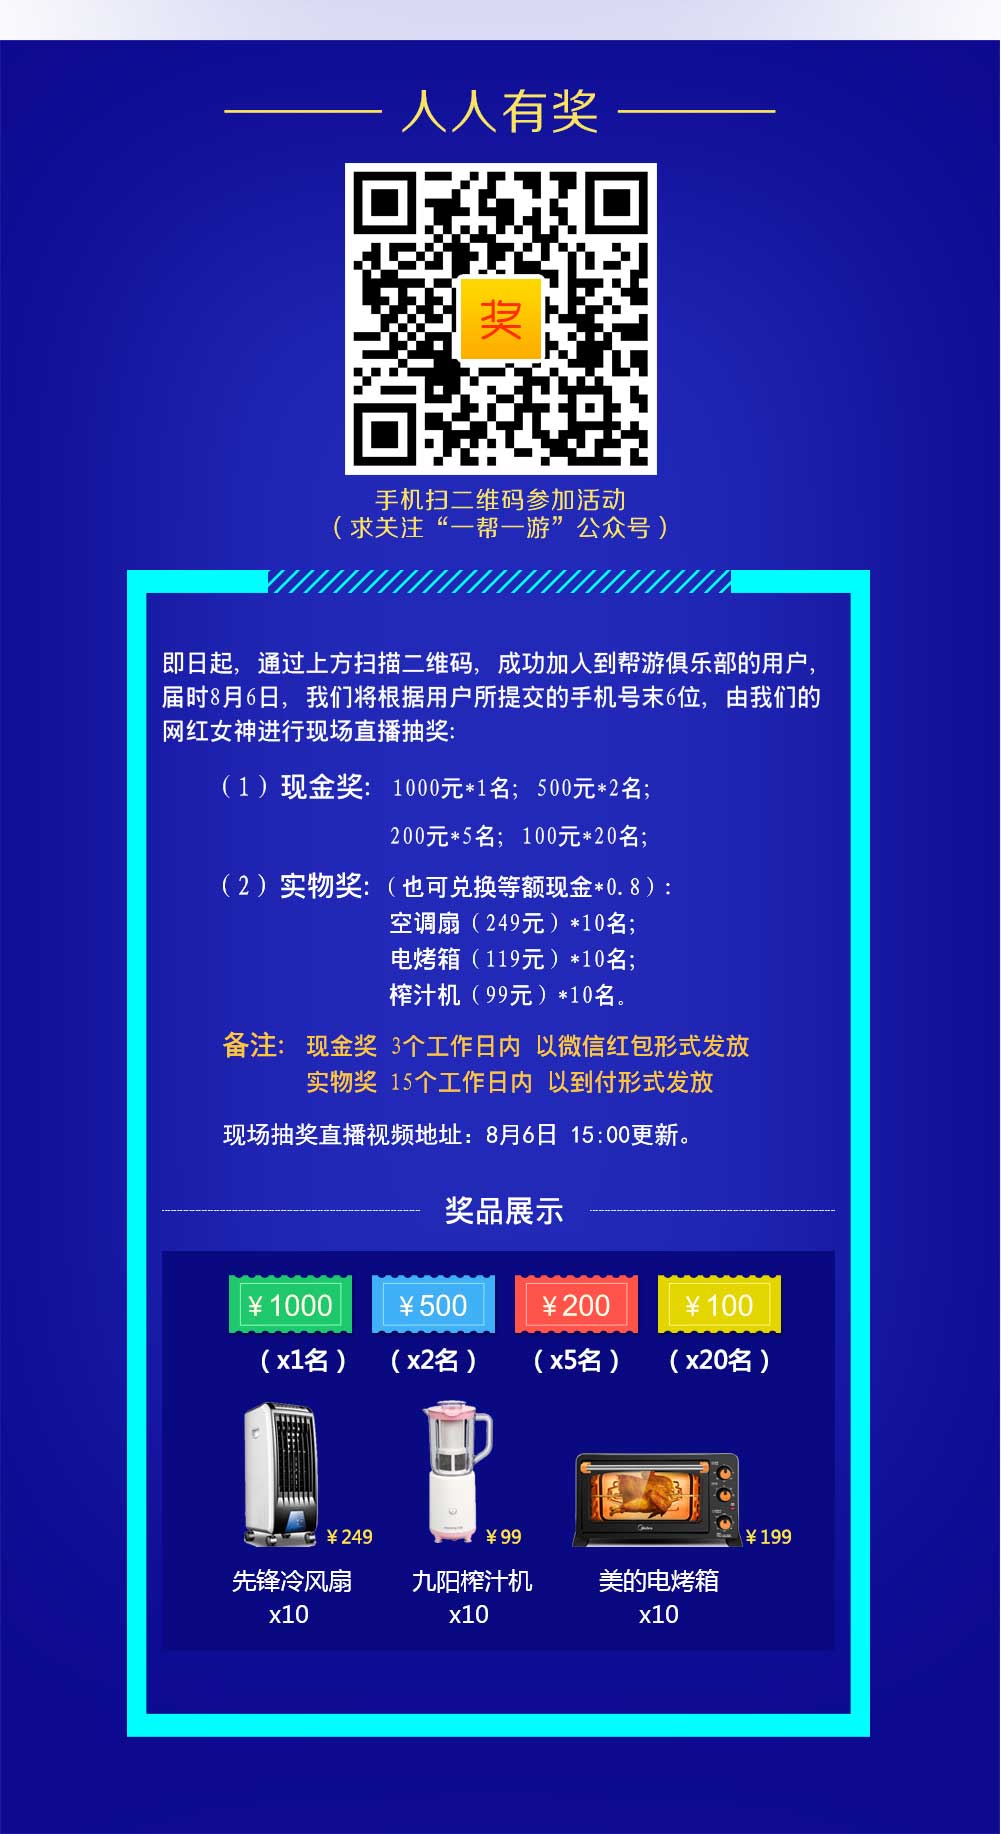 人人有奖
奖
手机扫二维码参加活动
（求关注“一帮一游”公众号）
即日起，通过上方扫描二维码，成功加入到帮游俱乐部的用户，
届时8月6日，我们将根据用户所提交的手机号末6位，由我们的
网红女神进行现场直播抽奖：
（1）现金奖： 1000元*1名；500元*2名；
200元*5名；100元*20名；
（2）实物奖：（也可兑换等额现金*0.8）：
空调扇（249元）*10名；
电烤箱（119元）*10名；
榨汁机（99元）*10名。
备注： 现金奖 3个工作日内 以微信红包形式发放
实物奖 15个工作日内 以到付形式发放
现场抽奖直播视频地址：8月6日 15:00更新。
奖品展示
¥1000 ¥500 ¥200 ¥100
（x1名） （x2名） （x5名） （x20名）
¥249 ¥99 ¥199
先锋冷风扇 九阳榨汁机 美的电烤箱
x10 x10 x10